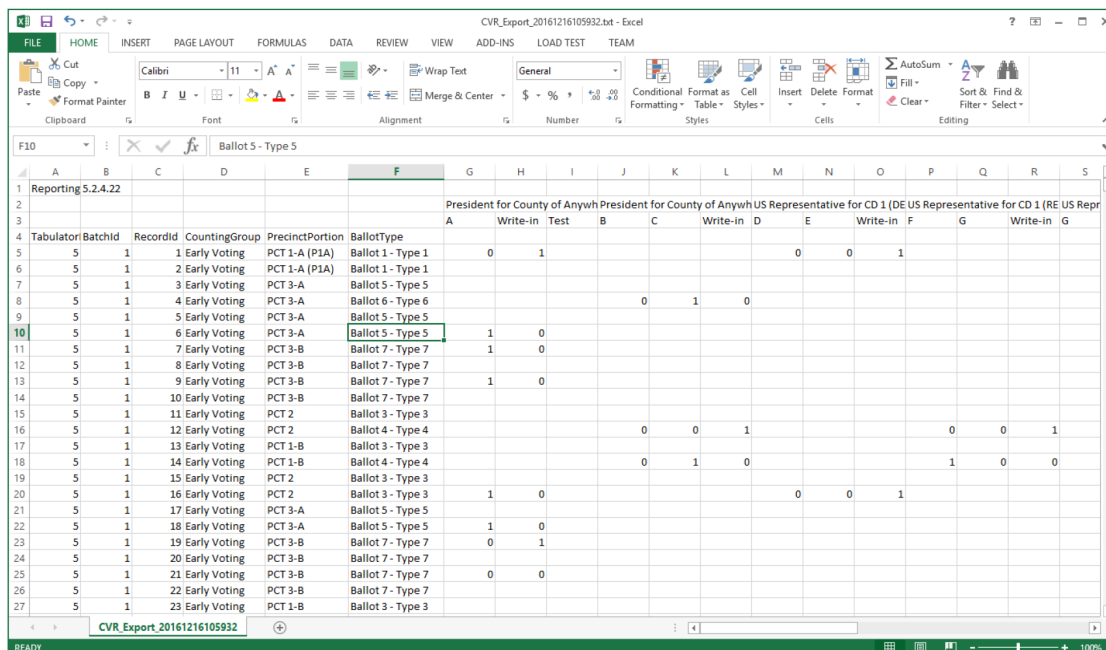 CVR_Export_20161216105932.txt - Excel
FILE HOME INSERT PAGE LAYOUT FORMULAS DATA REVIEW VIEW ADD-INS LOAD TEST TEAM
Cut Calibri 11 Wrap Text General AutoSum
Copy Fill
Paste Format Painter B I U Merge & Center $ % , Conditional Formatting Format as Table Cell Styles Insert Delete Format Clear Sort & Filter Find & Select
Clipboard Font Alignment Number Styles Cells Editing
F10 fx Ballot 5 - Type 5
A B C D E F G H I J K L M N O P Q R S
1 Reporting 5.2.4.22
2 President for County of Anywh President for County of Anywh US Representative for CD 1 (DE US Representative for CD 1 (RE US Repr
3 A Write-in Test B C Write-in D E Write-in F G Write-in G
4 TabulatorI BatchId RecordId CountingGroup PrecinctPortion BallotType
5 5 1 1 Early Voting PCT 1-A (P1A) Ballot 1 - Type 1 0 1 0 0 1
6 5 1 2 Early Voting PCT 1-A (P1A) Ballot 1 - Type 1
7 5 1 3 Early Voting PCT 3-A Ballot 5 - Type 5
8 5 1 4 Early Voting PCT 3-A Ballot 6 - Type 6 0 1 0
9 5 1 5 Early Voting PCT 3-A Ballot 5 - Type 5
10 5 1 6 Early Voting PCT 3-A Ballot 5 - Type 5 1 0
11 5 1 7 Early Voting PCT 3-B Ballot 7 - Type 7 1 0
12 5 1 8 Early Voting PCT 3-B Ballot 7 - Type 7
13 5 1 9 Early Voting PCT 3-B Ballot 7 - Type 7 1 0
14 5 1 10 Early Voting PCT 3-B Ballot 7 - Type 7
15 5 1 11 Early Voting PCT 2 Ballot 3 - Type 3
16 5 1 12 Early Voting PCT 2 Ballot 4 - Type 4 0 0 1 0 0 1
17 5 1 13 Early Voting PCT 1-B Ballot 3 - Type 3
18 5 1 14 Early Voting PCT 1-B Ballot 4 - Type 4 0 1 0 1 0 0
19 5 1 15 Early Voting PCT 2 Ballot 3 - Type 3
20 5 1 16 Early Voting PCT 2 Ballot 3 - Type 3 1 0 0 0 1
21 5 1 17 Early Voting PCT 3-A Ballot 5 - Type 5
22 5 1 18 Early Voting PCT 3-A Ballot 5 - Type 5 1 0
23 5 1 19 Early Voting PCT 3-B Ballot 7 - Type 7 0 1
24 5 1 20 Early Voting PCT 3-B Ballot 7 - Type 7
25 5 1 21 Early Voting PCT 3-B Ballot 7 - Type 7 0 0
26 5 1 22 Early Voting PCT 3-B Ballot 7 - Type 7
27 5 1 23 Early Voting PCT 1-B Ballot 3 - Type 3
CVR_Export_20161216105932
READY 100%